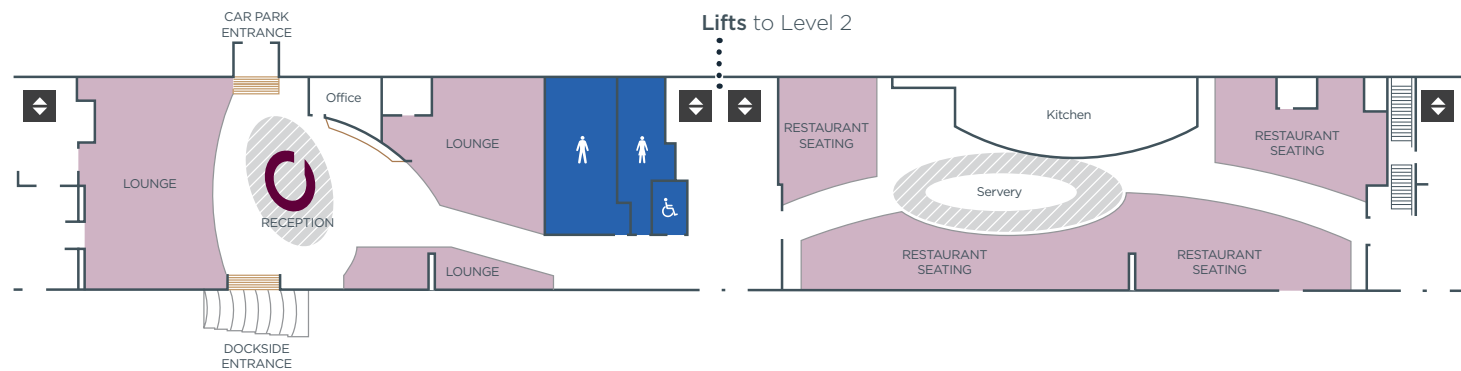 CAR PARK
ENTRANCE
Lifts to Level 2
Office
Kitchen
LOUNGE
RESTAURANT
SEATING
RESTAURANT
SEATING
LOUNGE
Servery
RECEPTION
RESTAURANT
SEATING
RESTAURANT
SEATING
LOUNGE
DOCKSIDE
ENTRANCE